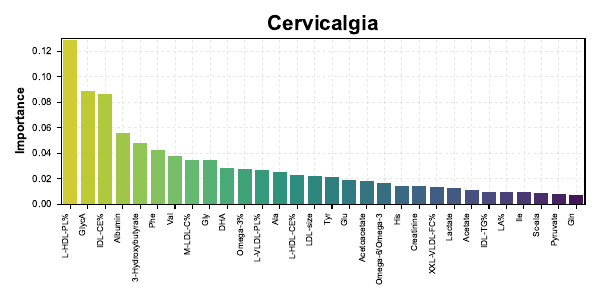 Cervicalgia
Importance
0.12
0.10
0.08
0.06
0.04
0.02
0.00
L-HDL-PL%
GlycA
IDL-CE%
Albumin
3-Hydroxybutyrate
Phe
Val
M-LDL-C%
Gly
DHA
Omega-3%
L-VLDL-PL%
Ala
L-HDL-CE%
LDL-size
Tyr
Glu
Acetoacetate
Omega-6/Omega-3
His
Creatinine
XXL-VLDL-FC%
Lactate
Acetate
IDL-TG%
LA%
Ile
Pyruvate
Gln